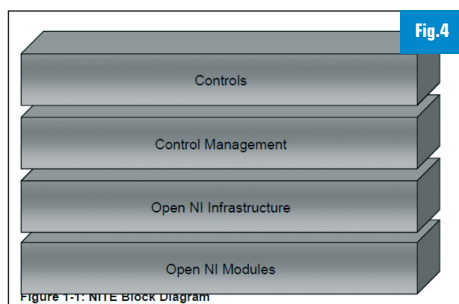 Fig.4
Controls
Control Management
Open NI Infrastructure
Open NI Modules
Figure 1-1: NITE Block Diagram